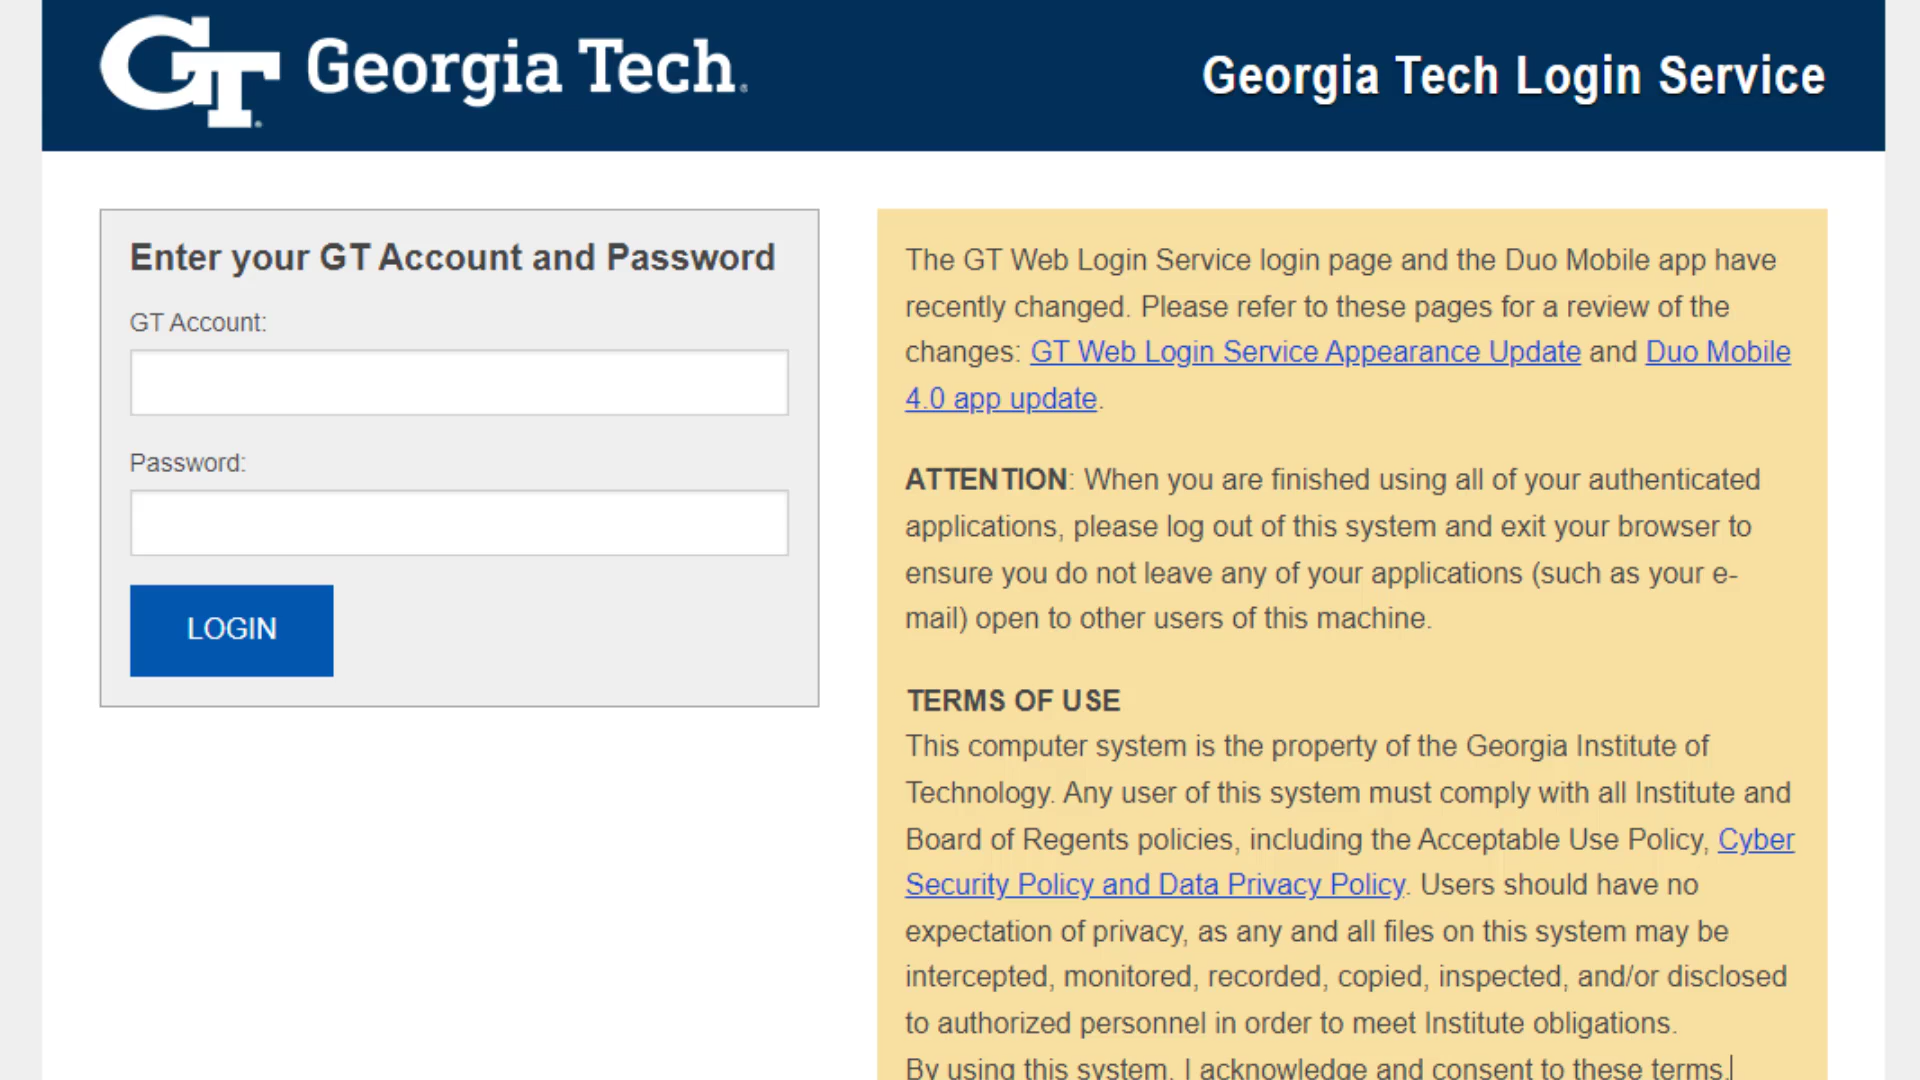 GT Georgia Tech.
Georgia Tech Login Service
Enter your GT Account and Password
GT Account:
Password:
LOGIN
The GT Web Login Service login page and the Duo Mobile app have
recently changed. Please refer to these pages for a review of the
changes: GT Web Login Service Appearance Update and Duo Mobile
4.0 app update.
ATTENTION: When you are finished using all of your authenticated
applications, please log out of this system and exit your browser to
ensure you do not leave any of your applications (such as your e-
mail) open to other users of this machine.
TERMS OF USE
This computer system is the property of the Georgia Institute of
Technology. Any user of this system must comply with all Institute and
Board of Regents policies, including the Acceptable Use Policy, Cyber
Security Policy and Data Privacy Policy. Users should have no
expectation of privacy, as any and all files on this system may be
intercepted, monitored, recorded, copied, inspected, and/or disclosed
to authorized personnel in order to meet Institute obligations.
By using this system, I acknowledge and consent to these terms.